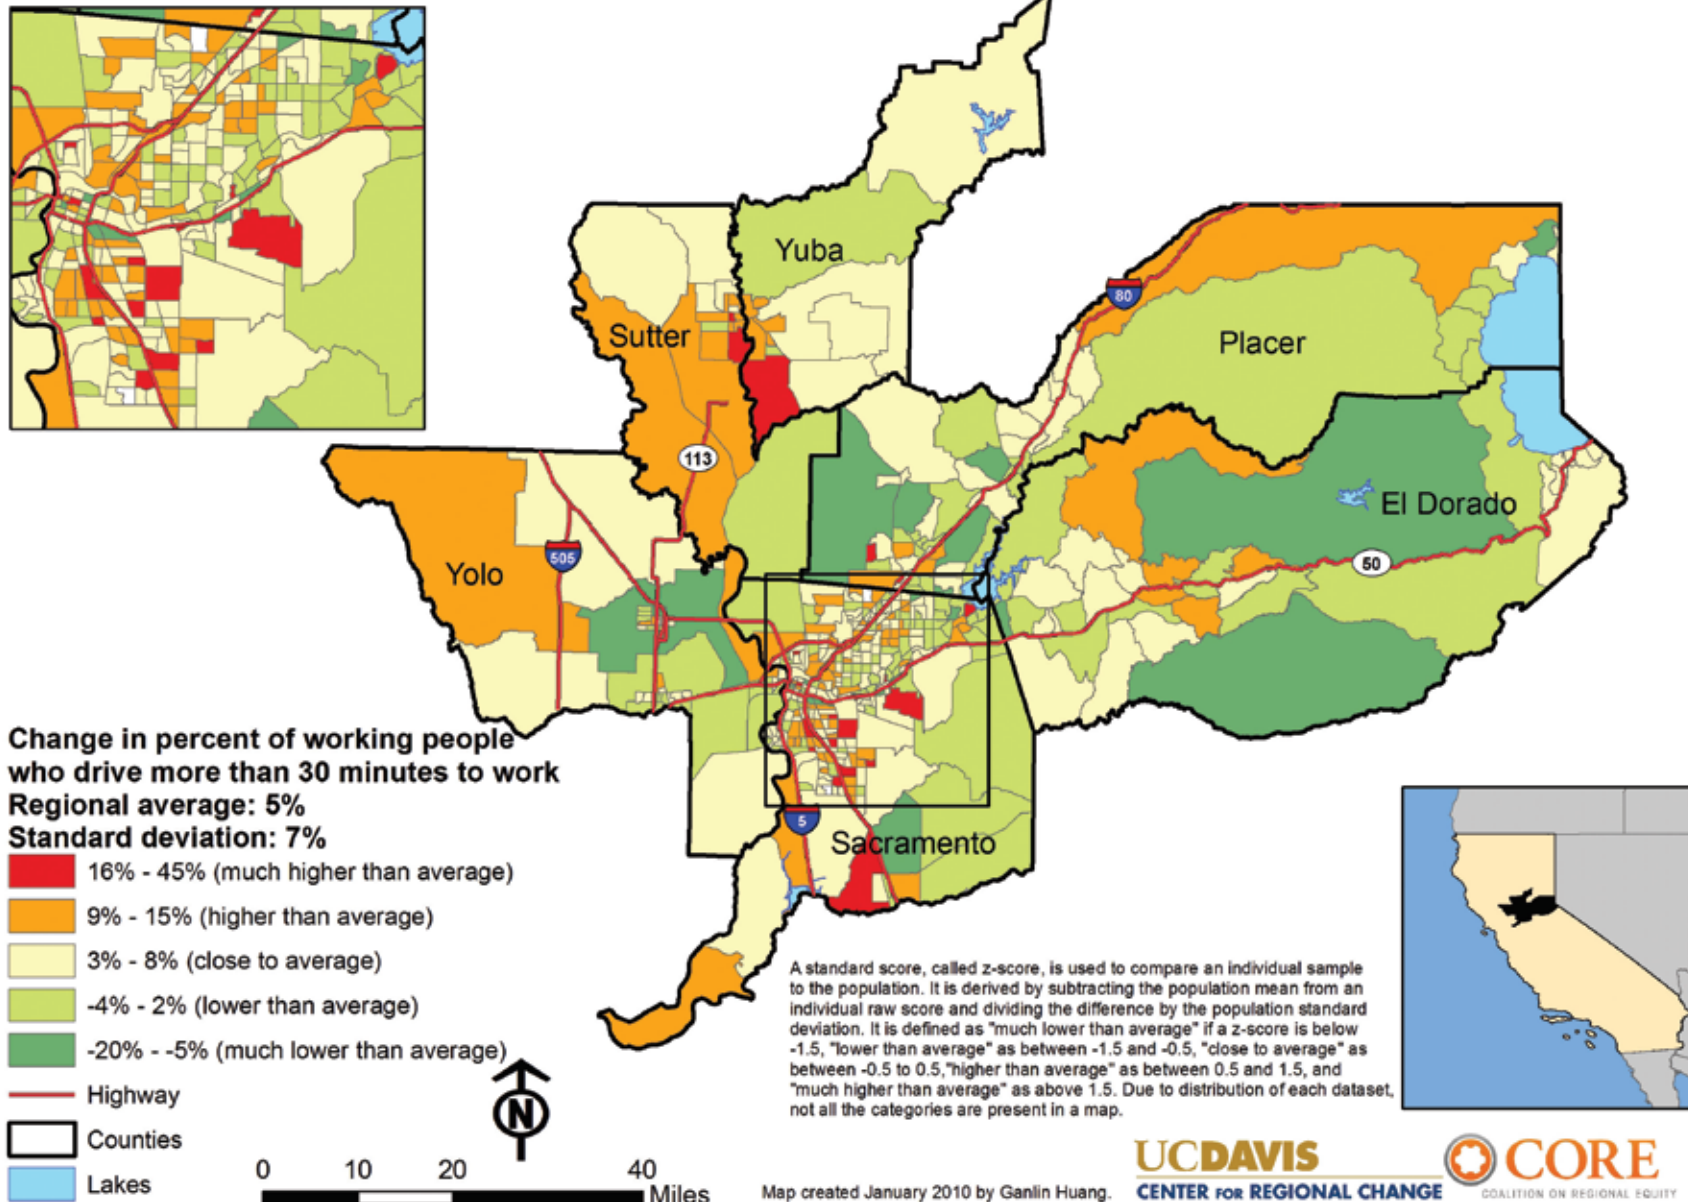 Yuba
Sutter
80
Placer
113
El Dorado
505
Yolo
50
5
Sacramento
Change in percent of working people
who drive more than 30 minutes to work
Regional average: 5%
Standard deviation: 7%
16% - 45% (much higher than average)
9% - 15% (higher than average)
3% - 8% (close to average)
-4% - 2% (lower than average)
-20% - -5% (much lower than average)
Highway
Counties
Lakes
N
0 10 20 40
Miles
A standard score, called z-score, is used to compare an individual sample
to the population. It is derived by subtracting the population mean from an
individual raw score and dividing the difference by the population standard
deviation. It is defined as "much lower than average" if a z-score is below
-1.5, "lower than average" as between -1.5 and -0.5, "close to average" as
between -0.5 to 0.5,"higher than average" as between 0.5 and 1.5, and
"much higher than average" as above 1.5. Due to distribution of each dataset,
not all the categories are present in a map.
Map created January 2010 by Ganlin Huang.
UCDAVIS
CENTER FOR REGIONAL CHANGE
CORE
COALITION ON REGIONAL EQUITY